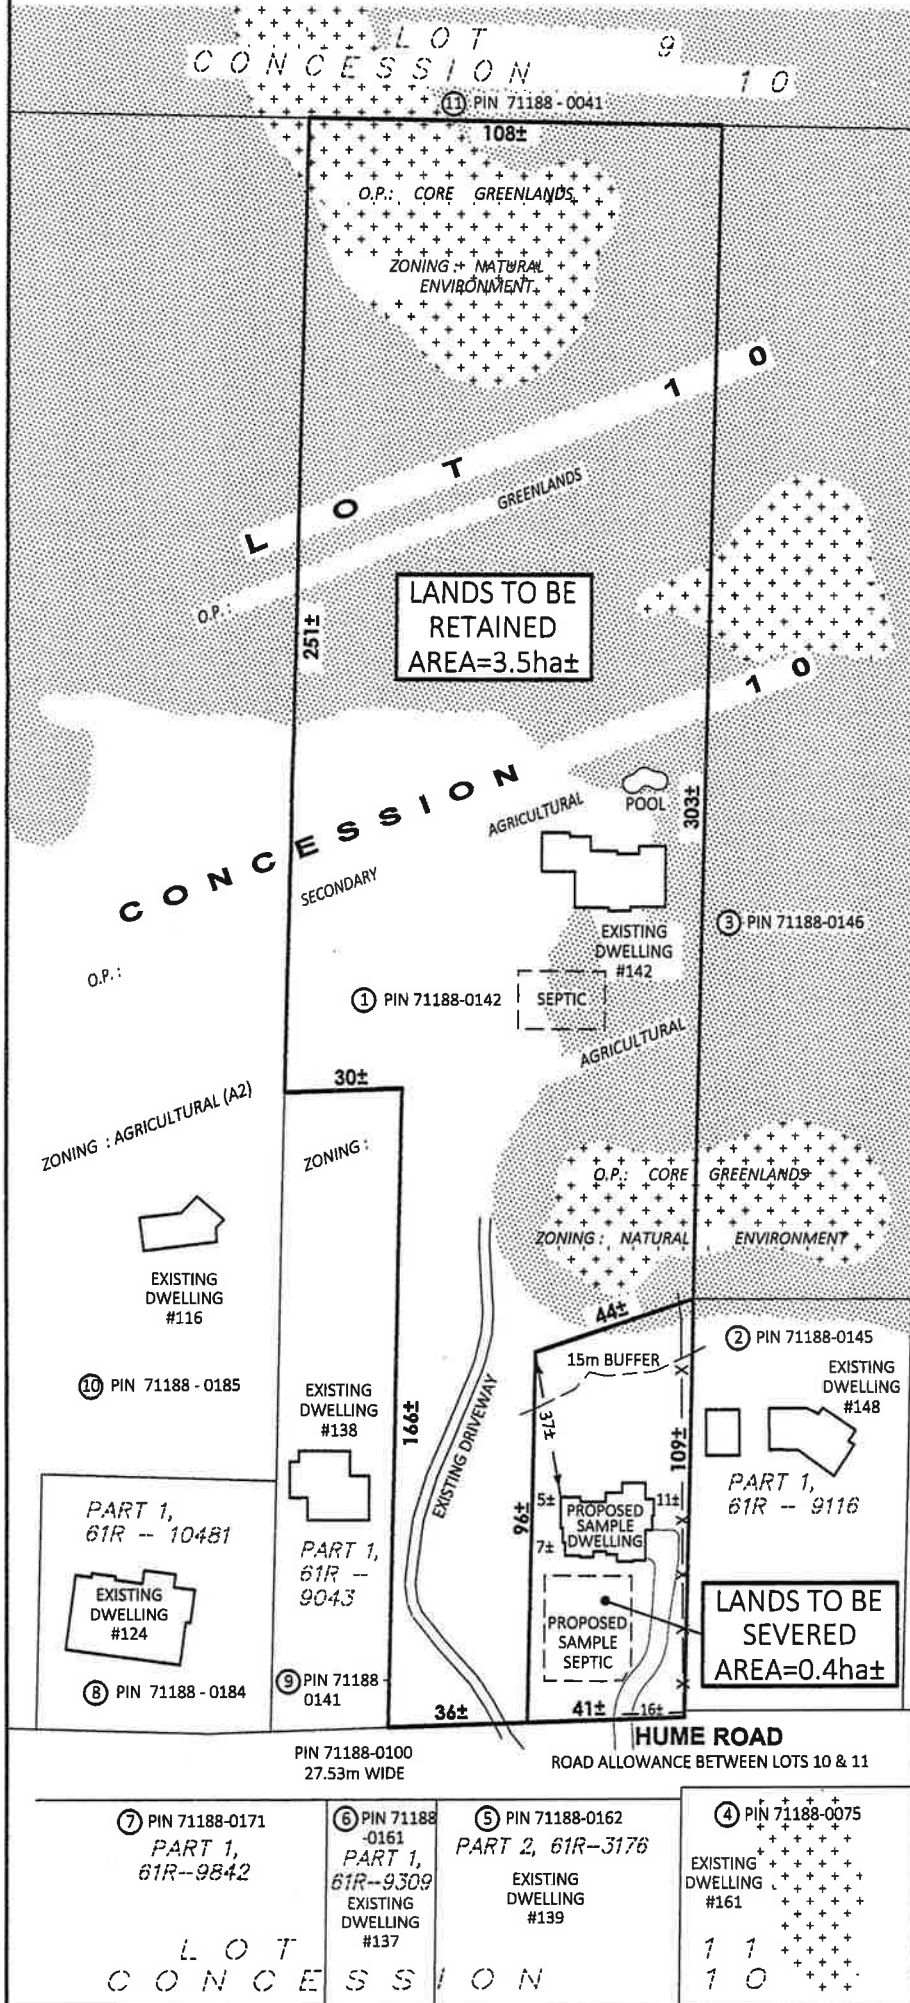 LOT 9
CONCESSION 10
11 PIN 71188 - 0041
108±
O.P.: CORE GREENLANDS
ZONING : NATURAL
ENVIRONMENT
LOT 10
GREENLANDS
O.P. :
251±
LANDS TO BE
RETAINED
AREA=3.5ha±
CONCESSION 10
POOL
303±
AGRICULTURAL
SECONDARY
O.P. :
EXISTING
DWELLING
#142
3 PIN 71188-0146
1 PIN 71188-0142
SEPTIC
AGRICULTURAL
30±
ZONING : AGRICULTURAL (A2)
ZONING :
O.P.: CORE GREENLANDS
ZONING : NATURAL ENVIRONMENT
EXISTING
DWELLING
#116
44±
2 PIN 71188-0145
15m BUFFER
EXISTING
DWELLING
#148
10 PIN 71188 - 0185
EXISTING
DWELLING
#138
166±
EXISTING DRIVEWAY
37±
109±
96±
PART 1,
61R -- 9116
PART 1,
61R -- 10481
5±
11±
7±
PROPOSED
SAMPLE
DWELLING
PART 1,
61R --
9043
EXISTING
DWELLING
#124
PROPOSED
SAMPLE
SEPTIC
LANDS TO BE
SEVERED
AREA=0.4ha±
8 PIN 71188 - 0184
9 PIN 71188 -
0141
36±
41±
16±
HUME ROAD
ROAD ALLOWANCE BETWEEN LOTS 10 & 11
PIN 71188-0100
27.53m WIDE
7 PIN 71188-0171
PART 1,
61R--9842
6 PIN 71188
-0161
PART 1,
61R--9309
EXISTING
DWELLING
#137
5 PIN 71188-0162
PART 2, 61R--3176
EXISTING
DWELLING
#139
4 PIN 71188-0075
EXISTING
DWELLING
#161
LOT 11
CONCESSION 10